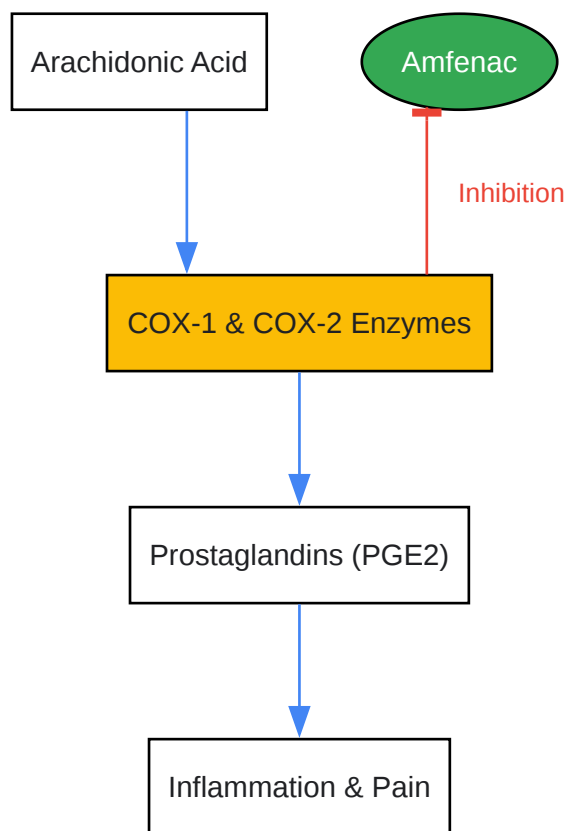 Arachidonic Acid
Amfenac
Inhibition
COX-1 & COX-2 Enzymes
Prostaglandins (PGE2)
Inflammation & Pain